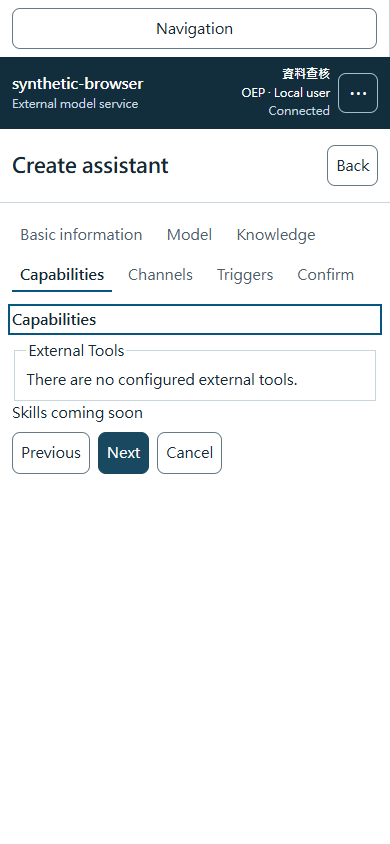 Navigation
synthetic-browser
External model service
資料查核
OEP · Local user
Connected
···
Create assistant
Back
Basic information
Model
Knowledge
Capabilities
Channels
Triggers
Confirm
Capabilities
External Tools
There are no configured external tools.
Skills coming soon
Previous
Next
Cancel